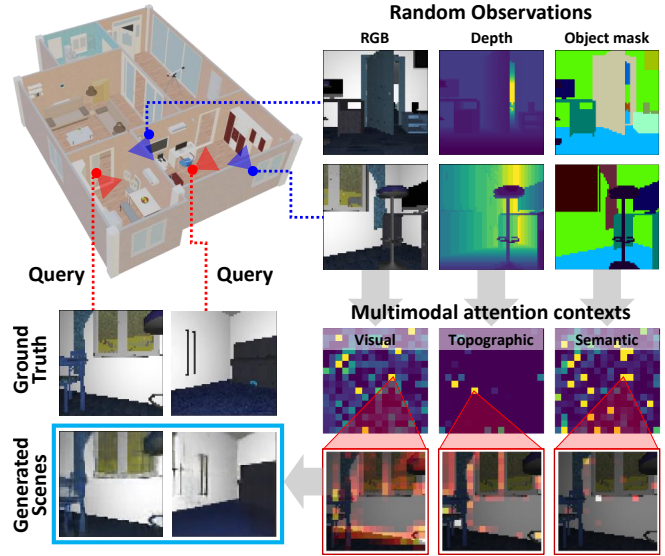 Random Observations
RGB
Depth
Object mask
Query
Query
Multimodal attention contexts
Visual
Topographic
Semantic
Ground
Truth
Generated
Scenes